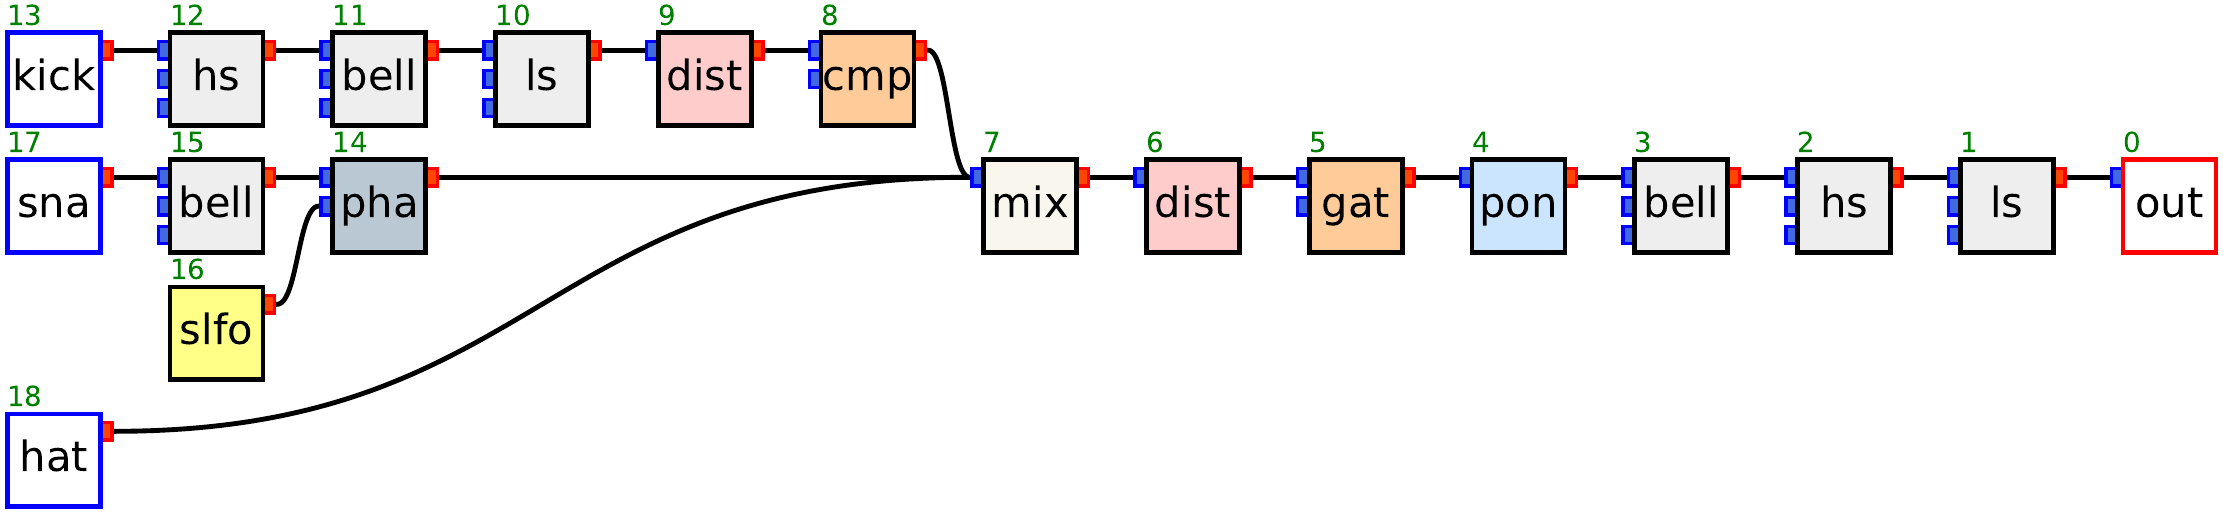 13 12 11 10 9 8
kick hs bell ls dist cmp
17 15 14 7 6 5 4 3 2 1 0
sna bell pha mix dist gat pon bell hs ls out
16
slfo
18
hat